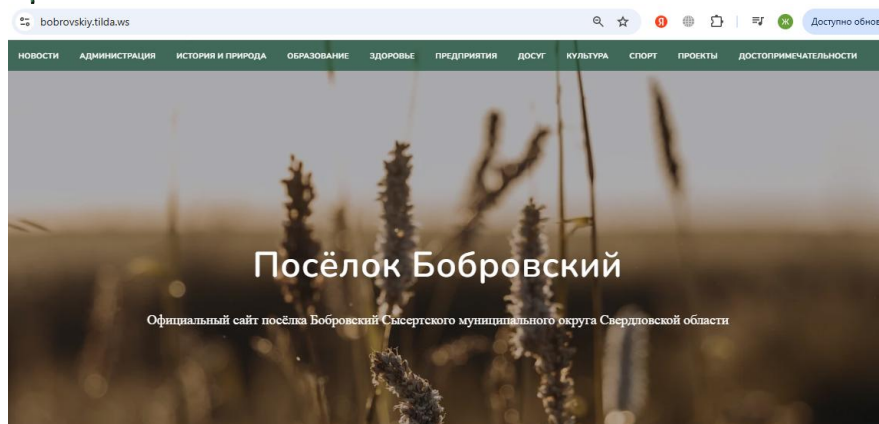 bobrovskiy.tilda.ws
Я
Ж
Доступно обнов
НОВОСТИ АДМИНИСТРАЦИЯ ИСТОРИЯ И ПРИРОДА ОБРАЗОВАНИЕ ЗДОРОВЬЕ ПРЕДПРИЯТИЯ ДОСУГ КУЛЬТУРА СПОРТ ПРОЕКТЫ ДОСТОПРИМЕЧАТЕЛЬНОСТИ
Посёлок Бобровский
Официальный сайт посёлка Бобровский Сысертского муниципального округа Свердловской области